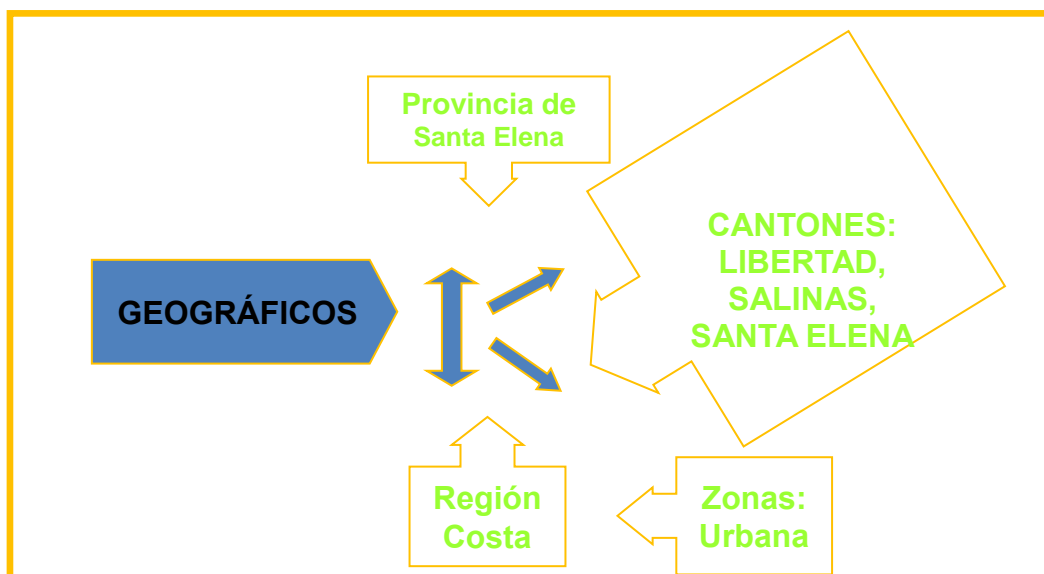 Provincia de
Santa Elena
CANTONES:
LIBERTAD,
SALINAS,
SANTA ELENA
GEOGRÁFICOS
Región
Costa
Zonas:
Urbana